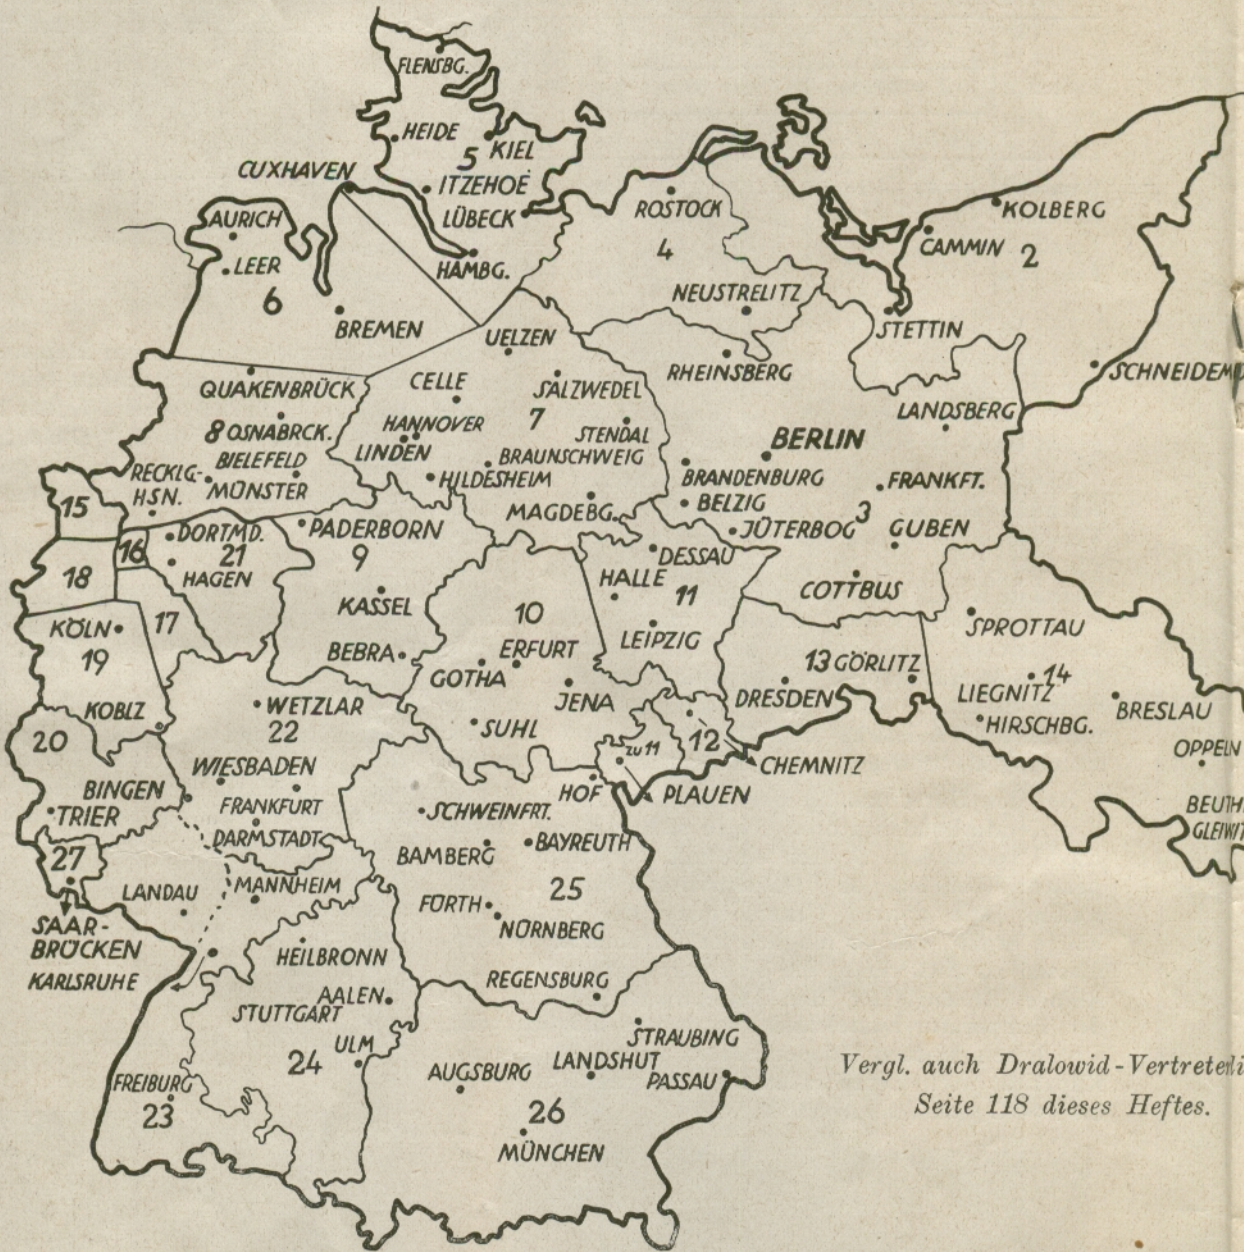 FLENSBG.
HEIDE
5 KIEL
CUXHAVEN
ITZEHOE
AURICH
LÜBECK
ROSTOCK
KOLBERG
4
CAMMIN 2
LEER
HAMBG.
6
NEUSTRELITZ
BREMEN
STETTIN
UELZEN
RHEINSBERG
SCHNEIDEM
QUAKENBRÜCK
CELLE
SALZWEDEL
LANDSBERG
8 OSNABRCK.
HANNOVER
7
STENDAL
BERLIN
LINDEN
BRAUNSCHWEIG
RECKLG.-
HSN.
BIELEFELD
MÜNSTER
HILDESHEIM
BRANDENBURG
FRANKFT.
BELZIG
15
MAGDEBG.
3
JÜTERBOG
GUBEN
16
DORTMD.
21
PADERBORN
9
DESSAU
18
HAGEN
HALLE
11
COTTBUS
KASSEL
10
17
KÖLN
SPROTTAU
LEIPZIG
19
BEBRA
ERFURT
GOTHA
13 GÖRLITZ
14
LIEGNITZ
JENA
DRESDEN
KOBLZ
WETZLAR
22
SUHL
HIRSCHBG.
BRESLAU
20
zu 11
12
OPPELN
WIESBADEN
CHEMNITZ
BINGEN
HOF
PLAUEN
TRIER
FRANKFURT
SCHWEINFRT.
BEUTH
GLEIWIT
DARMSTADT
BAMBERG
BAYREUTH
27
LANDAU
MANNHEIM
25
FÜRTH
SAAR-
BRÜCKEN
NÜRNBERG
KARLSRUHE
HEILBRONN
REGENSBURG
AALEN
STUTTGART
STRAUBING
ULM
24
LANDSHUT
AUGSBURG
PASSAU
FREIBURG
23
26
MÜNCHEN
Vergl. auch Dralowid-Vertreterli
Seite 118 dieses Heftes.